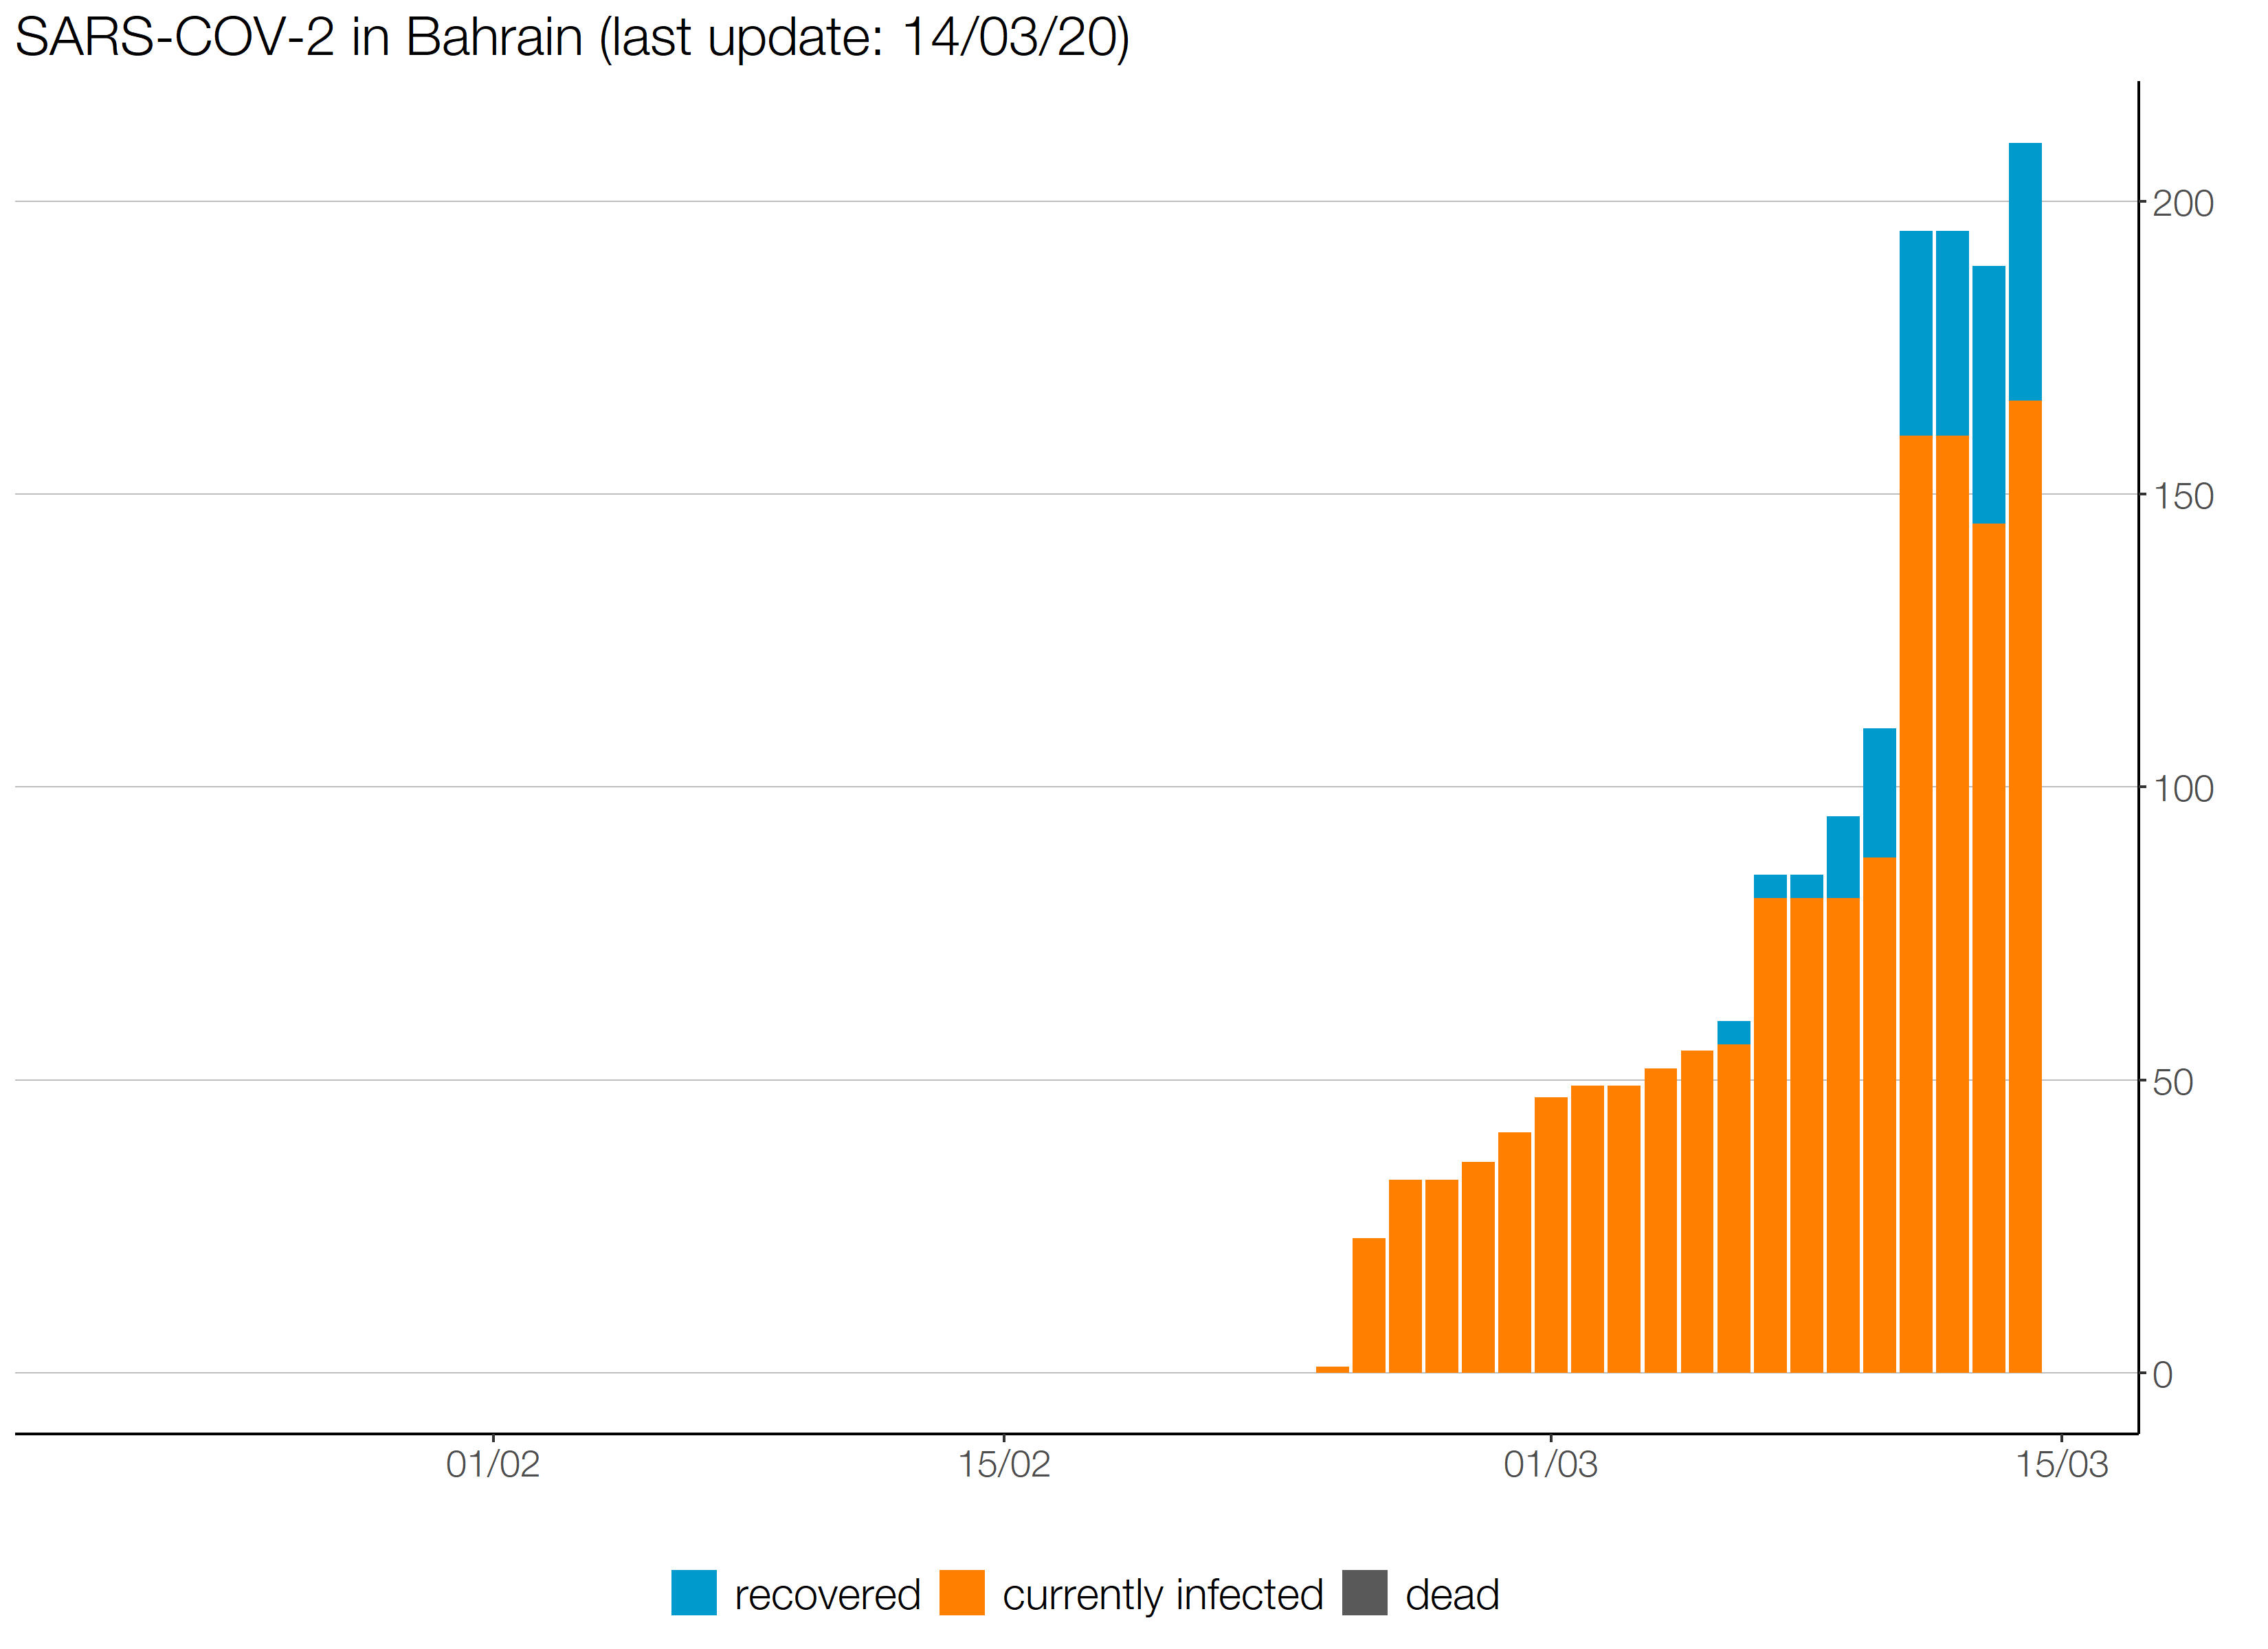 SARS-COV-2 in Bahrain (last update: 14/03/20)
200
150
100
50
0
01/02 15/02 01/03 15/03
recovered currently infected dead